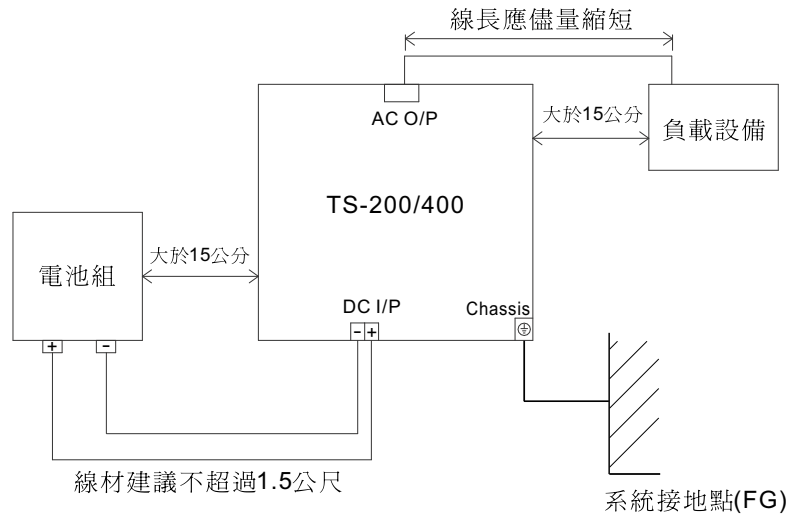 線長應儘量縮短
AC O/P
大於15公分
負載設備
TS-200/400
電池組
大於15公分
DC I/P
Chassis
- +
+ -
線材建議不超過1.5公尺
系統接地點(FG)